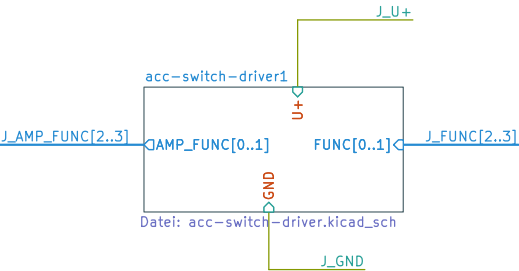 J_U+
acc-switch-driver1
U+
J_AMP_FUNC[2..3]
AMP_FUNC[0..1]
FUNC[0..1]
J_FUNC[2..3]
GND
Datei: acc-switch-driver.kicad_sch
J_GND